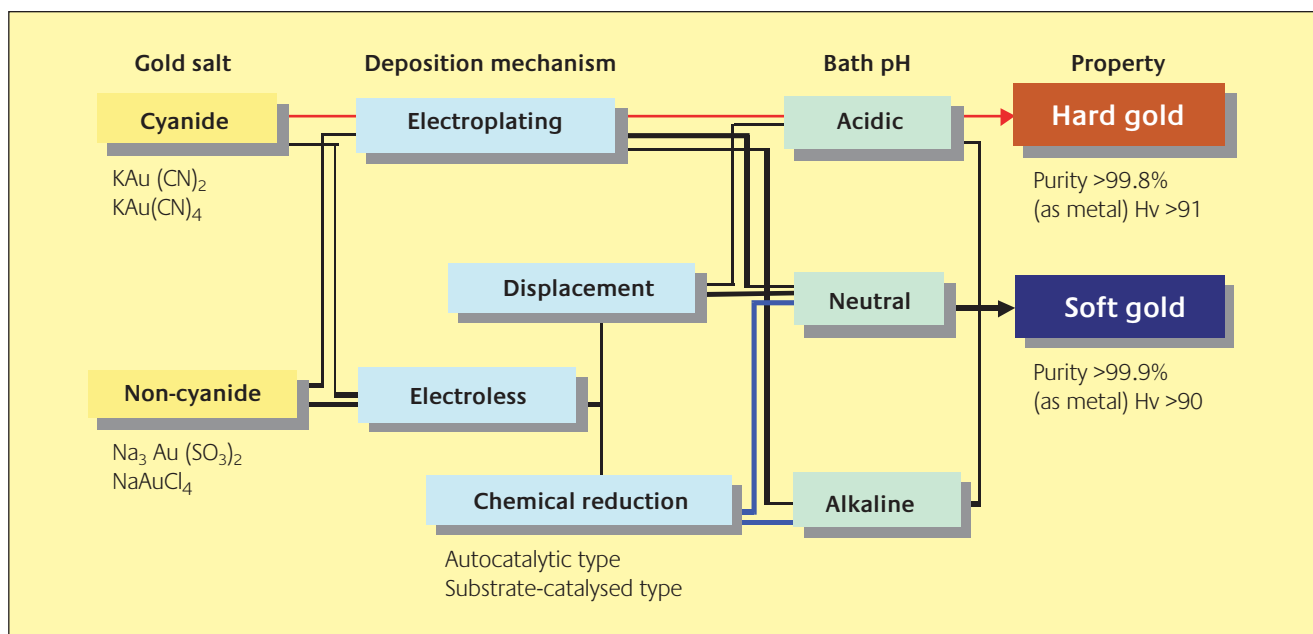 Gold salt
Deposition mechanism
Bath pH
Property
Cyanide
Electroplating
Acidic
Hard gold
KAu (CN)₂
KAu(CN)₄
Purity >99.8%
(as metal) Hv >91
Displacement
Neutral
Soft gold
Non-cyanide
Electroless
Purity >99.9%
(as metal) Hv >90
Na₃ Au (SO₃)₂
NaAuCl₄
Chemical reduction
Alkaline
Autocatalytic type
Substrate-catalysed type